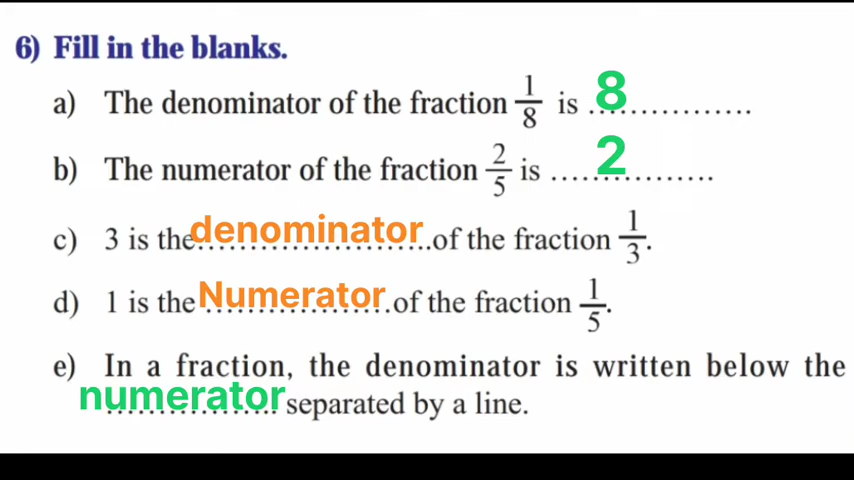 6) Fill in the blanks.
a) The denominator of the fraction 1/8 is ..8..............
b) The numerator of the fraction 2/5 is .....2...........
c) 3 is the denominator of the fraction 1/3.
d) 1 is the Numerator of the fraction 1/5.
e) In a fraction, the denominator is written below the
numerator separated by a line.